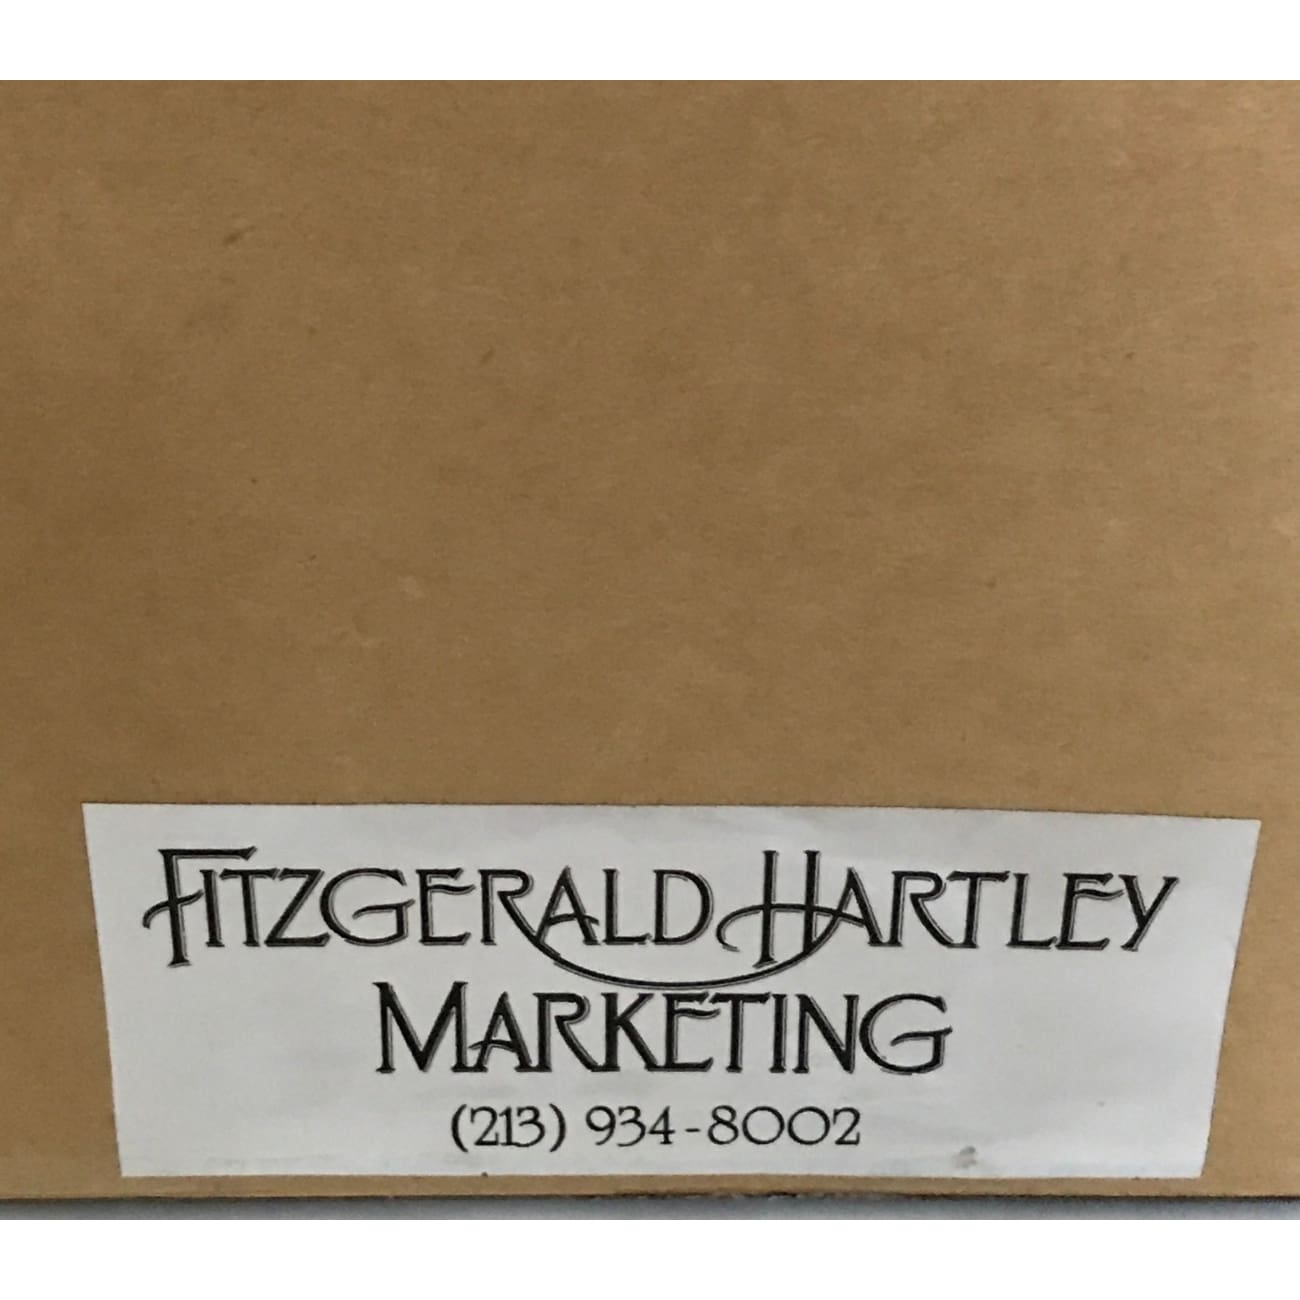 FITZGERALD HARTLEY
MARKETING
(213) 934-8002